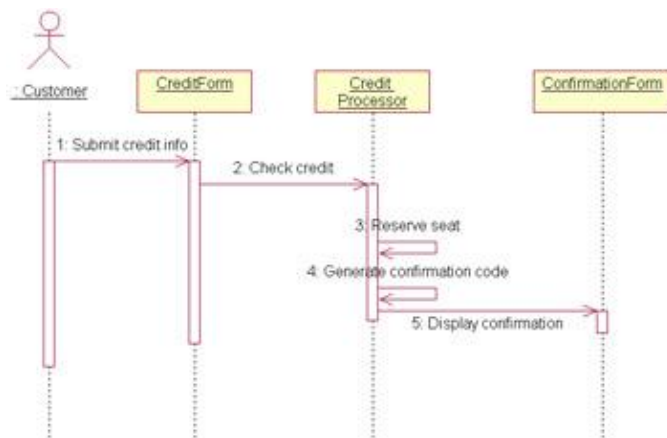 : Customer
CreditForm
Credit
Processor
ConfirmationForm
1: Submit credit info
2: Check credit
3: Reserve seat
4: Generate confirmation code
5: Display confirmation